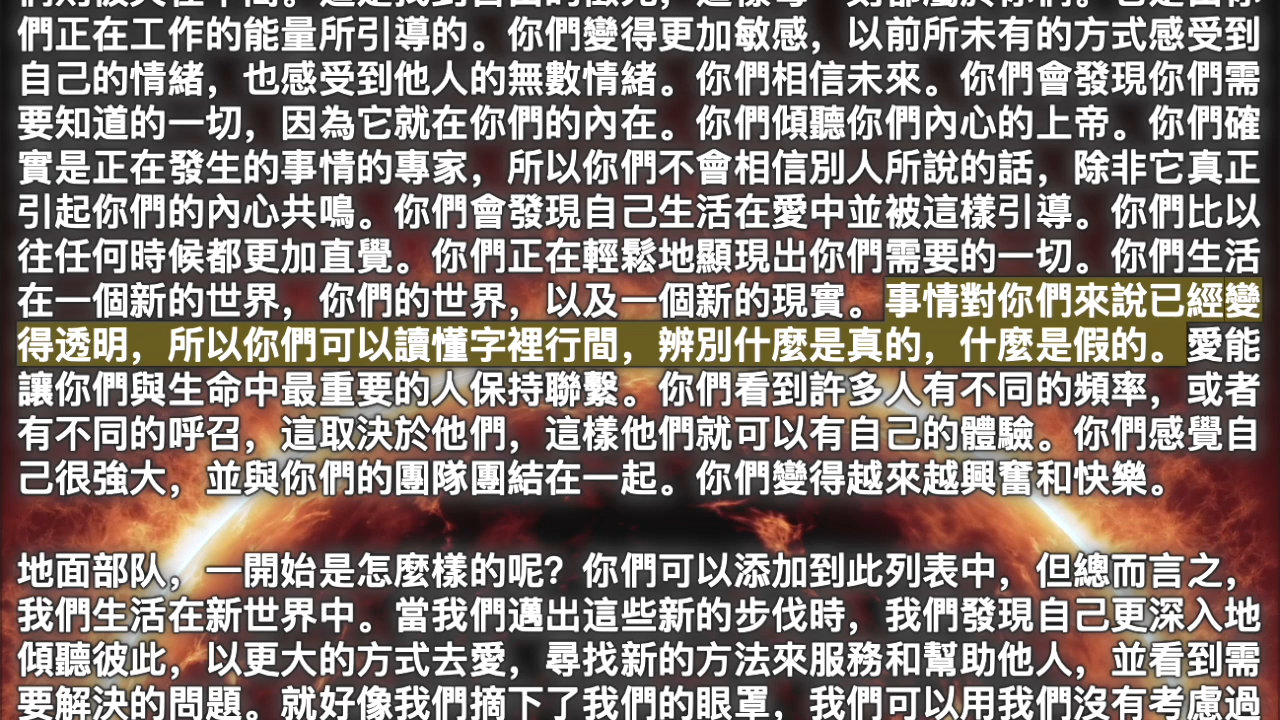 們正在工作的能量所引導的。你們變得更加敏感，以前所未有的方式感受到
自己的情緒，也感受到他人的無數情緒。你們相信未來。你們會發現你們需
要知道的一切，因為它就在你們的內在。你們傾聽你們內心的上帝。你們確
實是正在發生的事情的專家，所以你們不會相信別人所說的話，除非它真正
引起你們的內心共鳴。你們會發現自己生活在愛中並被這樣引導。你們比以
往任何時候都更加直覺。你們正在輕鬆地顯現出你們需要的一切。你們生活
在一個新的世界，你們的世界，以及一個新的現實。事情對你們來說已經變
得透明，所以你們可以讀懂字裡行間，辨別什麼是真的，什麼是假的。愛能
讓你們與生命中最重要的人保持聯繫。你們看到許多人有不同的頻率，或者
有不同的呼召，這取決於他們，這樣他們就可以有自己的體驗。你們感覺自
己很強大，並與你們的團隊團結在一起。你們變得越來越興奮和快樂。
地面部队，一開始是怎麼樣的呢？你們可以添加到此列表中，但總而言之，
我們生活在新世界中。當我們邁出這些新的步伐時，我們發現自己更深入地
傾聽彼此，以更大的方式去愛，尋找新的方法來服務和幫助他人，並看到需
要解決的問題。就好像我們摘下了我們的眼罩，我們可以用我們沒有考慮過